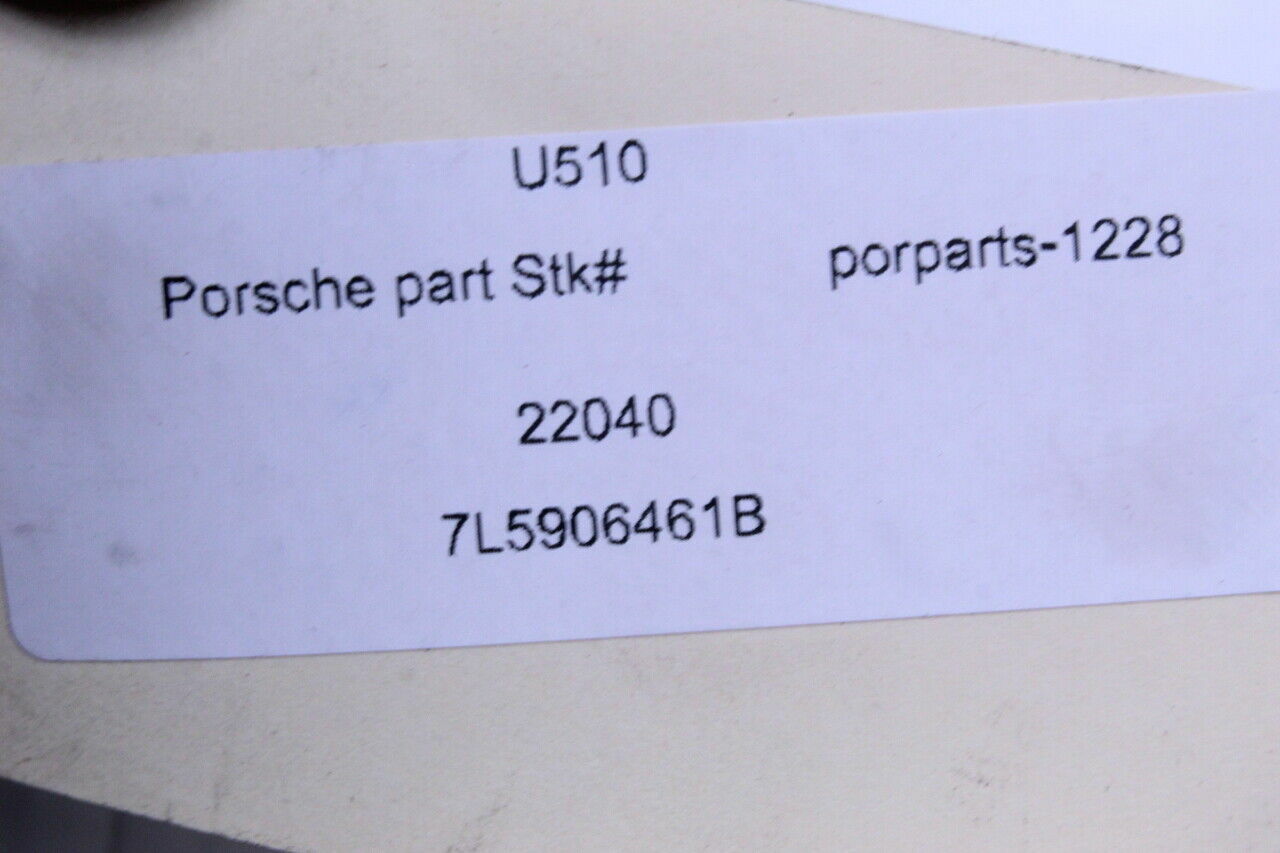 U510
Porsche part Stk# porparts-1228
22040
7L5906461B